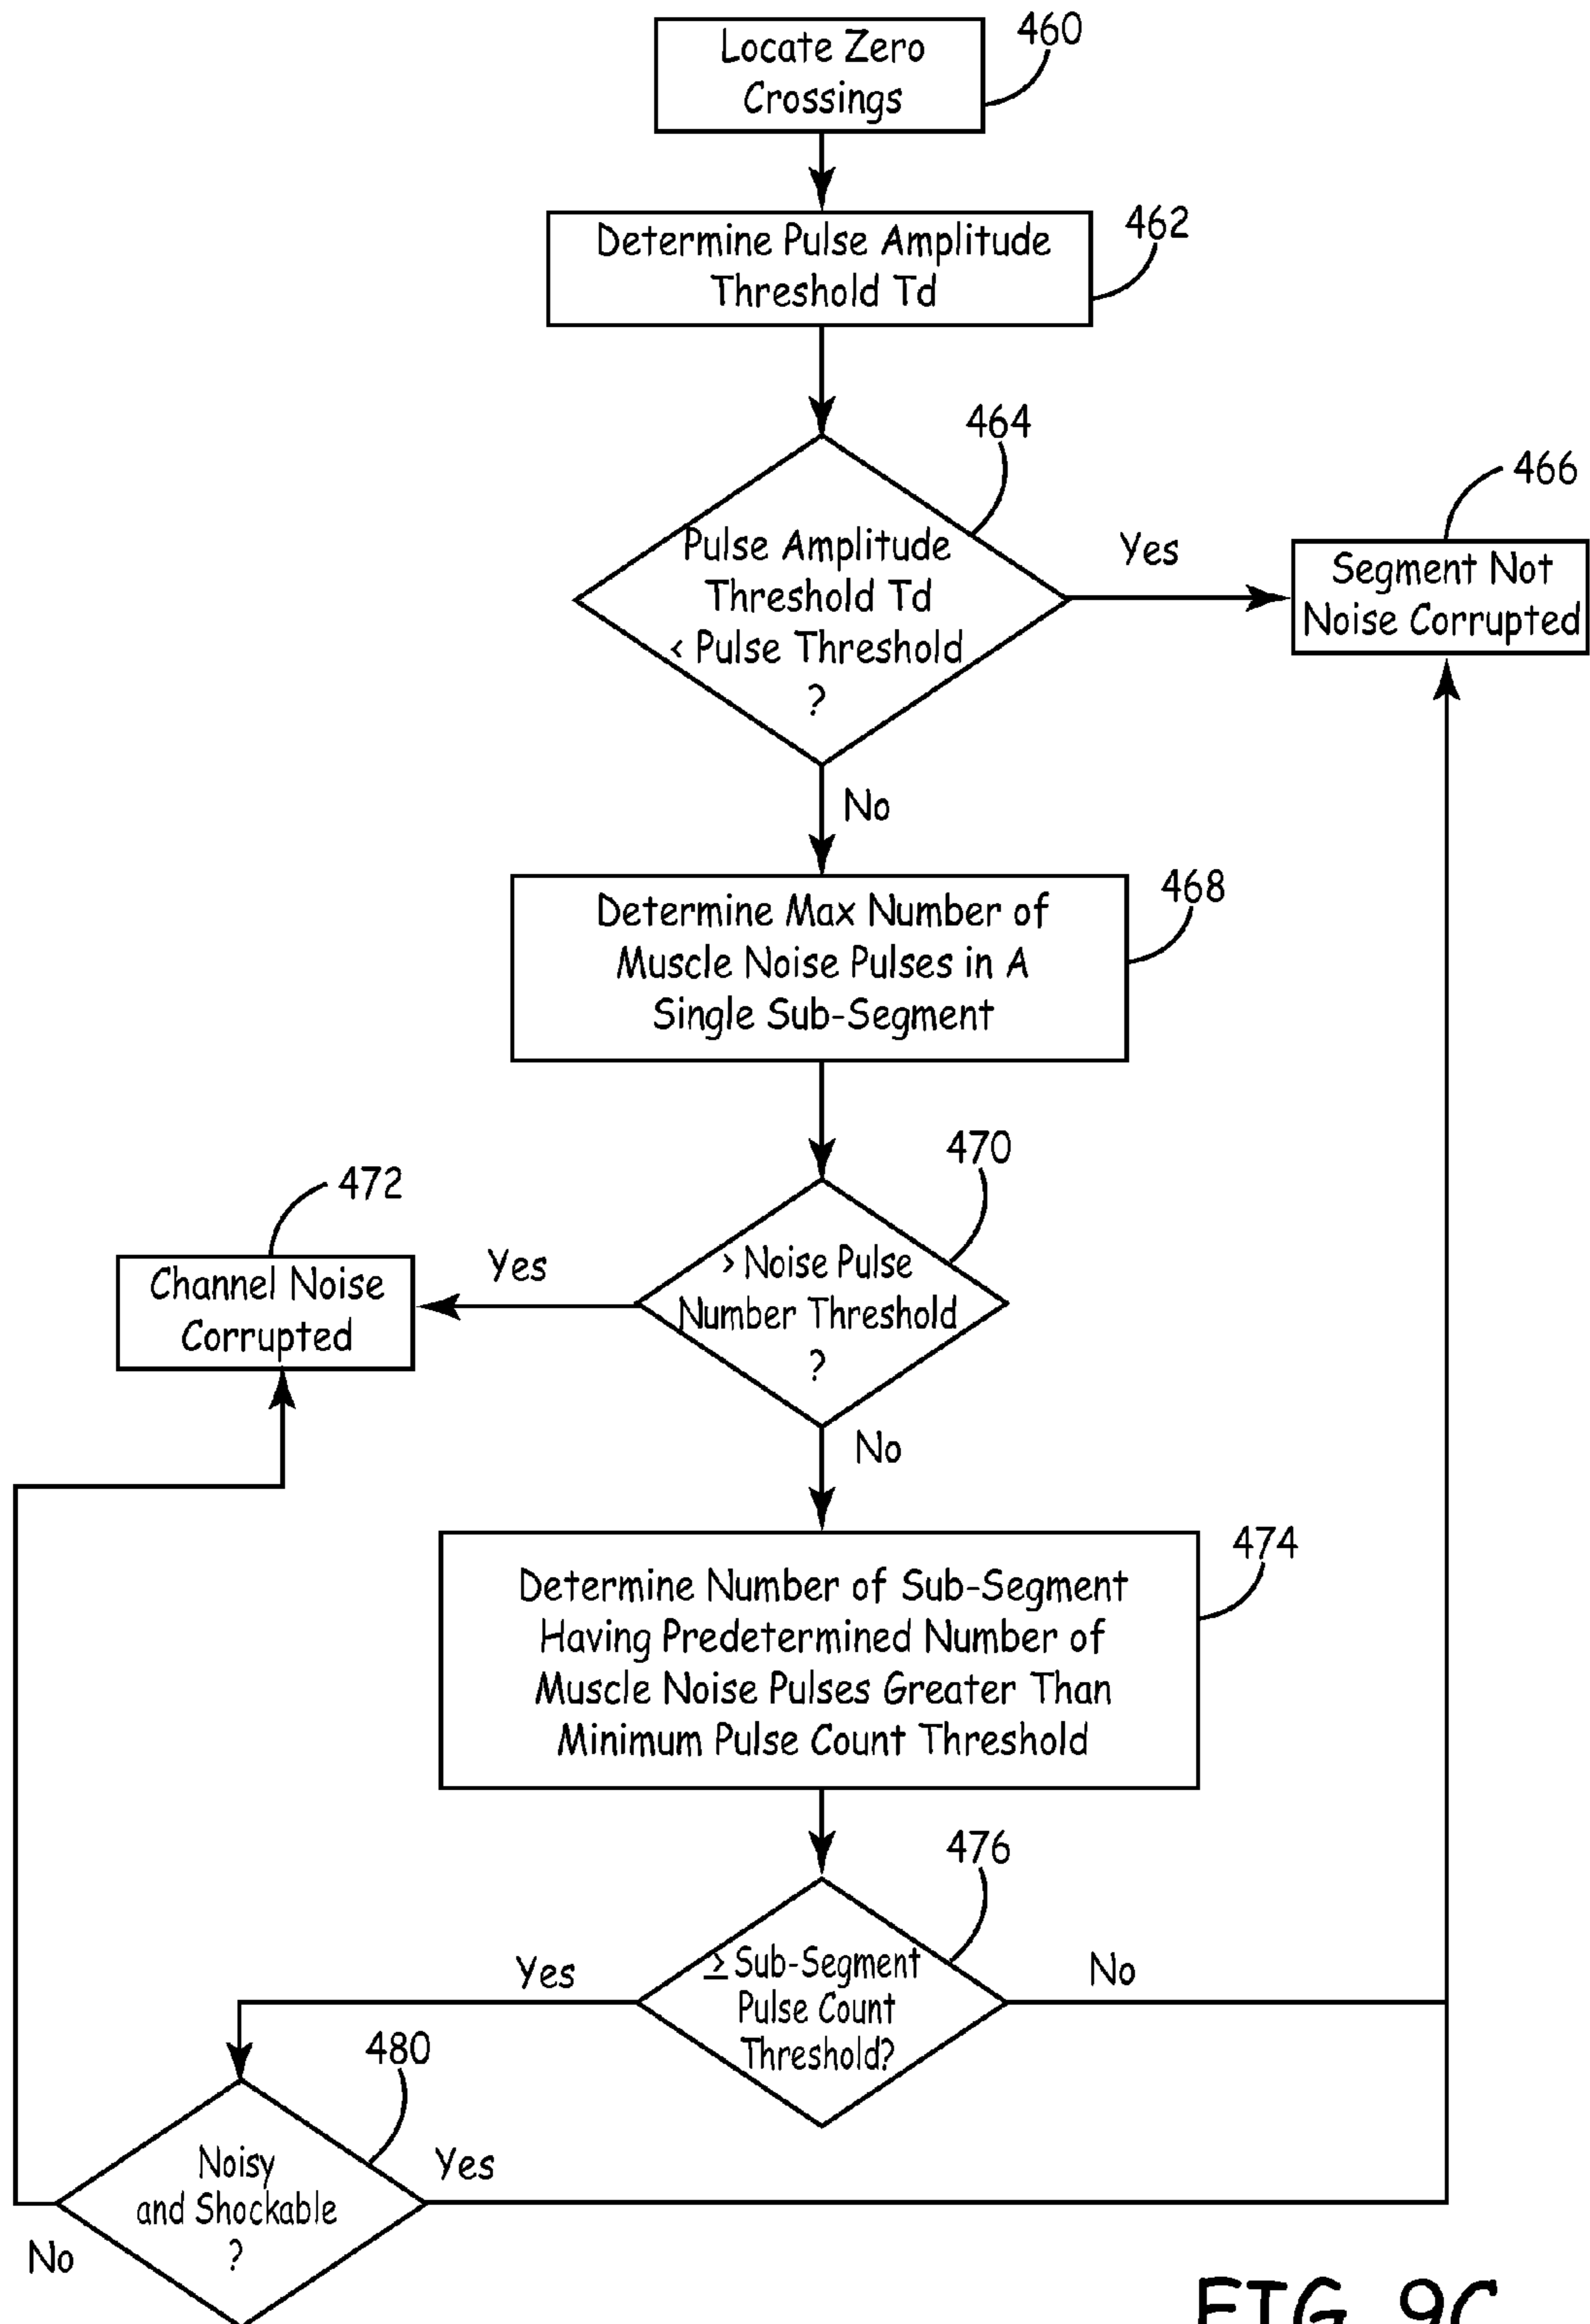 Locate Zero
Crossings
460
Determine Pulse Amplitude
Threshold Td
462
464
Pulse Amplitude
Threshold Td
< Pulse Threshold
?
Yes
466
Segment Not
Noise Corrupted
No
468
Determine Max Number of
Muscle Noise Pulses in A
Single Sub-Segment
470
> Noise Pulse
Number Threshold
?
Yes
472
Channel Noise
Corrupted
No
474
Determine Number of Sub-Segment
Having Predetermined Number of
Muscle Noise Pulses Greater Than
Minimum Pulse Count Threshold
476
≥ Sub-Segment
Pulse Count
Threshold?
Yes
No
480
Noisy
and Shockable
?
Yes
No
FIG. 9C